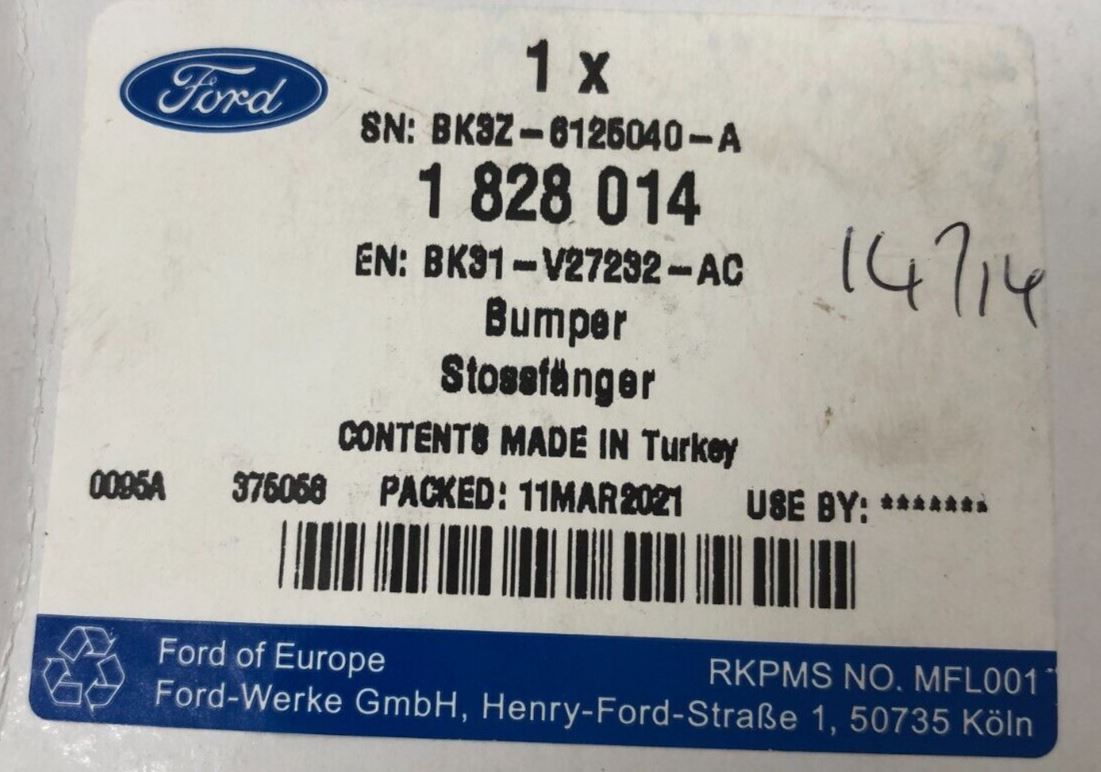 Ford
1 x
SN: BK3Z-6125040-A
1 828 014
EN: BK31-V27232-AC
Bumper
Stossfänger
CONTENTS MADE IN Turkey
0095A 375058 PACKED: 11MAR2021 USE BY: *******
14714
Ford of Europe
RKPMS NO. MFL001
Ford-Werke GmbH, Henry-Ford-Straße 1, 50735 Köln